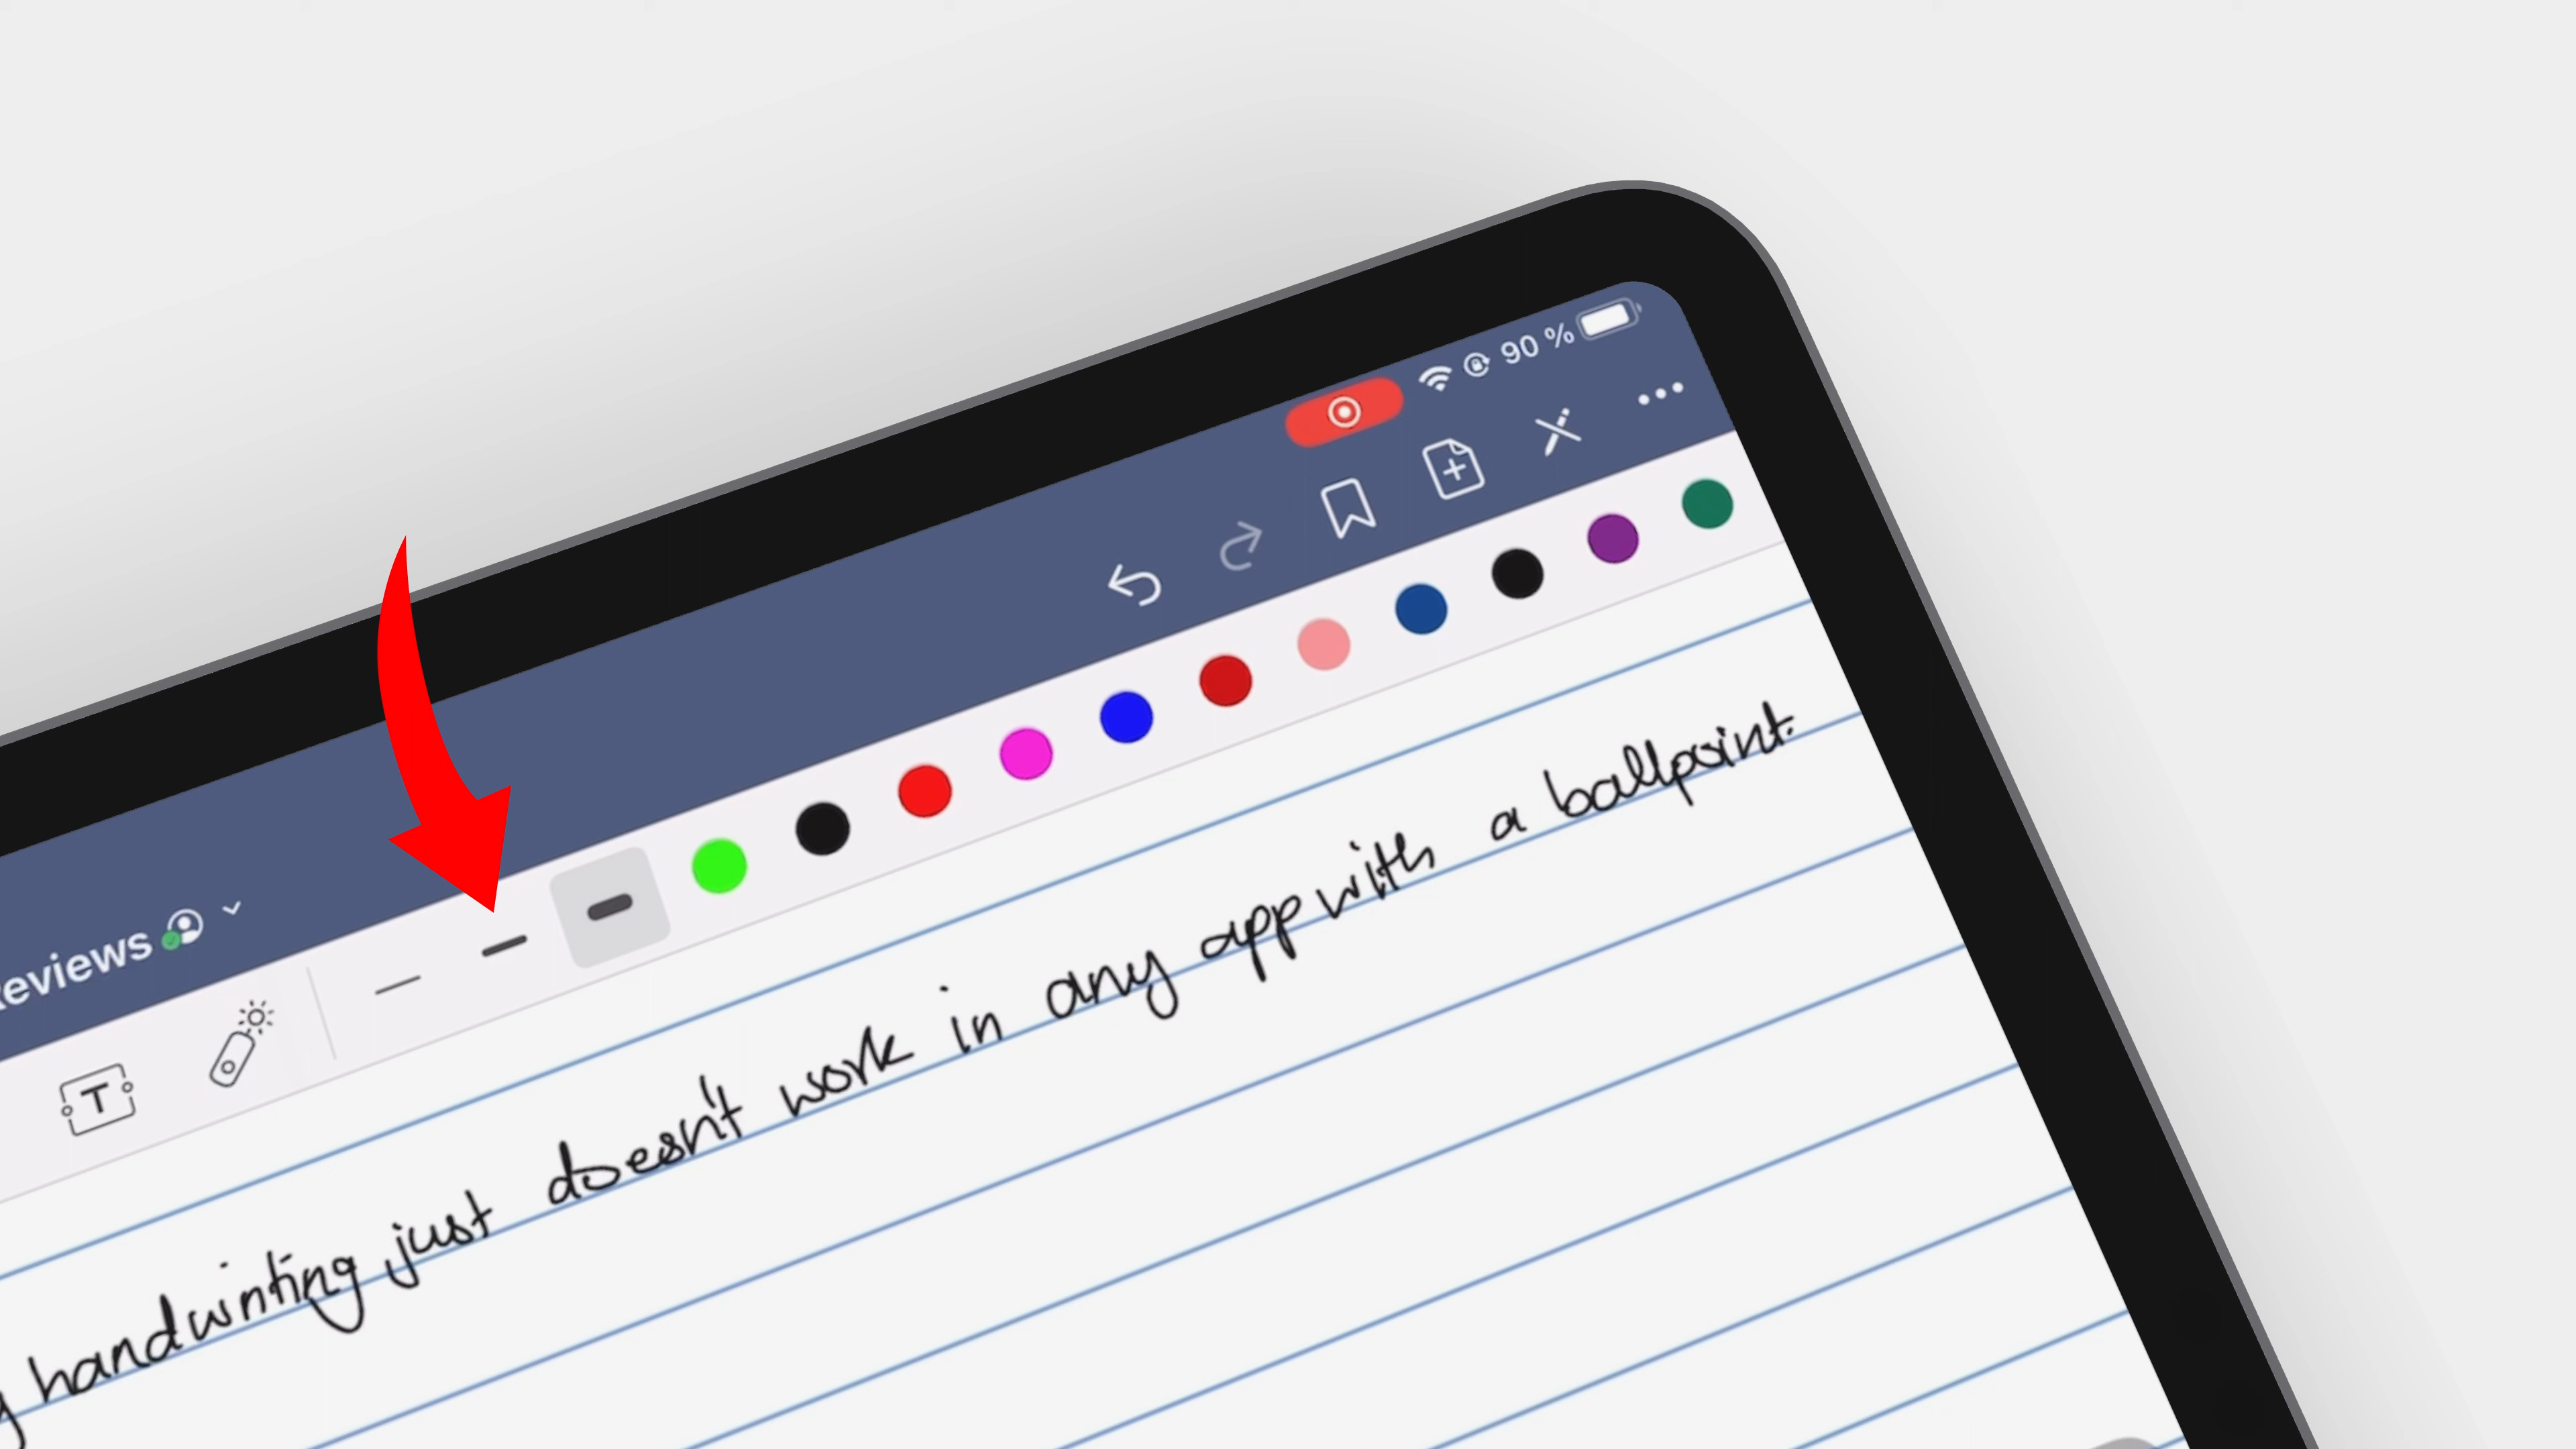 90 %
eviews
T
handwriting just doesn't work in any app with a ballpoint.